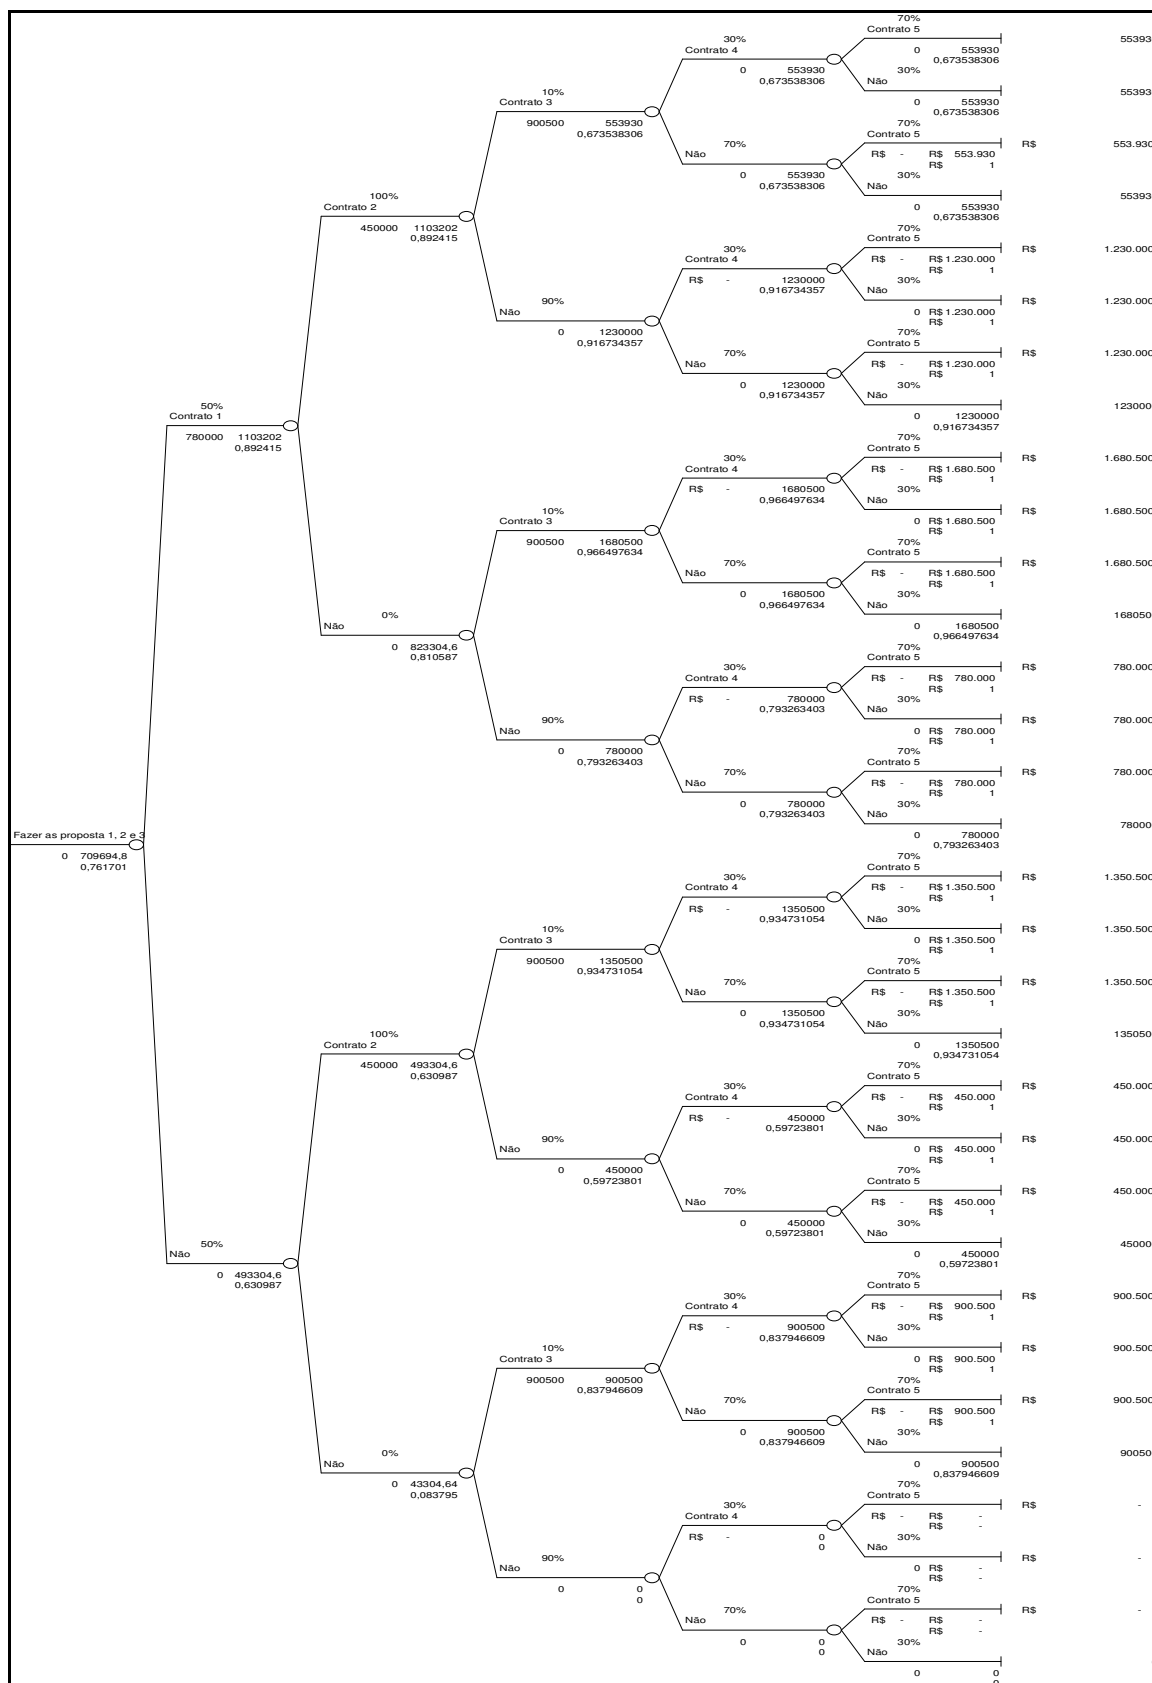 70%
Contrato 5
30%
Contrato 4
0 553930 55393
0,673538306
0 553930
0,673538306
30%
Não
10%
Contrato 3
0 553930 55393
0,673538306
900500 553930
0,673538306
70%
Contrato 5
70%
Não
R$ - R$ 553.930 R$ 553.930
R$ 1
0 553930
0,673538306
30%
Não
0 553930 55393
0,673538306
100%
Contrato 2
450000 1103202
0,892415
70%
Contrato 5
30%
Contrato 4
R$ - R$ 1.230.000 R$ 1.230.000
R$ 1
R$ - 1230000
0,916734357
30%
Não
0 R$ 1.230.000 R$ 1.230.000
R$ 1
90%
Não
0 1230000
0,916734357
70%
Contrato 5
70%
Não
R$ - R$ 1.230.000 R$ 1.230.000
R$ 1
0 1230000
0,916734357
30%
Não
0 1230000 123000
0,916734357
50%
Contrato 1
780000 1103202
0,892415
70%
Contrato 5
30%
Contrato 4
R$ - R$ 1.680.500 R$ 1.680.500
R$ 1
R$ - 1680500
0,966497634
30%
Não
0 R$ 1.680.500 R$ 1.680.500
R$ 1
10%
Contrato 3
900500 1680500
0,966497634
70%
Contrato 5
70%
Não
R$ - R$ 1.680.500 R$ 1.680.500
R$ 1
0 1680500
0,966497634
30%
Não
0 1680500 168050
0,966497634
0%
Não
0 823304,6
0,810587
70%
Contrato 5
30%
Contrato 4
R$ - R$ 780.000 R$ 780.000
R$ 1
R$ - 780000
0,793263403
30%
Não
0 R$ 780.000 R$ 780.000
R$ 1
90%
Não
0 780000
0,793263403
70%
Contrato 5
70%
Não
R$ - R$ 780.000 R$ 780.000
R$ 1
0 780000
0,793263403
30%
Não
0 780000 78000
0,793263403
Fazer as proposta 1, 2 e 3
0 709694,8
0,761701
70%
Contrato 5
30%
Contrato 4
R$ - R$ 1.350.500 R$ 1.350.500
R$ 1
R$ - 1350500
0,934731054
30%
Não
0 R$ 1.350.500 R$ 1.350.500
R$ 1
10%
Contrato 3
900500 1350500
0,934731054
70%
Contrato 5
70%
Não
R$ - R$ 1.350.500 R$ 1.350.500
R$ 1
0 1350500
0,934731054
30%
Não
0 1350500 135050
0,934731054
100%
Contrato 2
450000 493304,6
0,630987
70%
Contrato 5
30%
Contrato 4
R$ - R$ 450.000 R$ 450.000
R$ 1
R$ - 450000
0,59723801
30%
Não
0 R$ 450.000 R$ 450.000
R$ 1
90%
Não
0 450000
0,59723801
70%
Contrato 5
70%
Não
R$ - R$ 450.000 R$ 450.000
R$ 1
0 450000
0,59723801
30%
Não
0 450000 45000
0,59723801
50%
Não
0 493304,6
0,630987
70%
Contrato 5
30%
Contrato 4
R$ - R$ 900.500 R$ 900.500
R$ 1
R$ - 900500
0,837946609
30%
Não
0 R$ 900.500 R$ 900.500
R$ 1
10%
Contrato 3
900500 900500
0,837946609
70%
Contrato 5
70%
Não
R$ - R$ 900.500 R$ 900.500
R$ 1
0 900500
0,837946609
30%
Não
0 900500 90050
0,837946609
0%
Não
0 43304,64
0,083795
70%
Contrato 5
30%
Contrato 4
R$ - R$ - R$ -
R$ -
R$ - 0
0
30%
Não
0 R$ - R$ -
R$ -
90%
Não
0 0
0
70%
Contrato 5
70%
Não
R$ - R$ - R$ -
R$ -
0 0
0
30%
Não
0 0